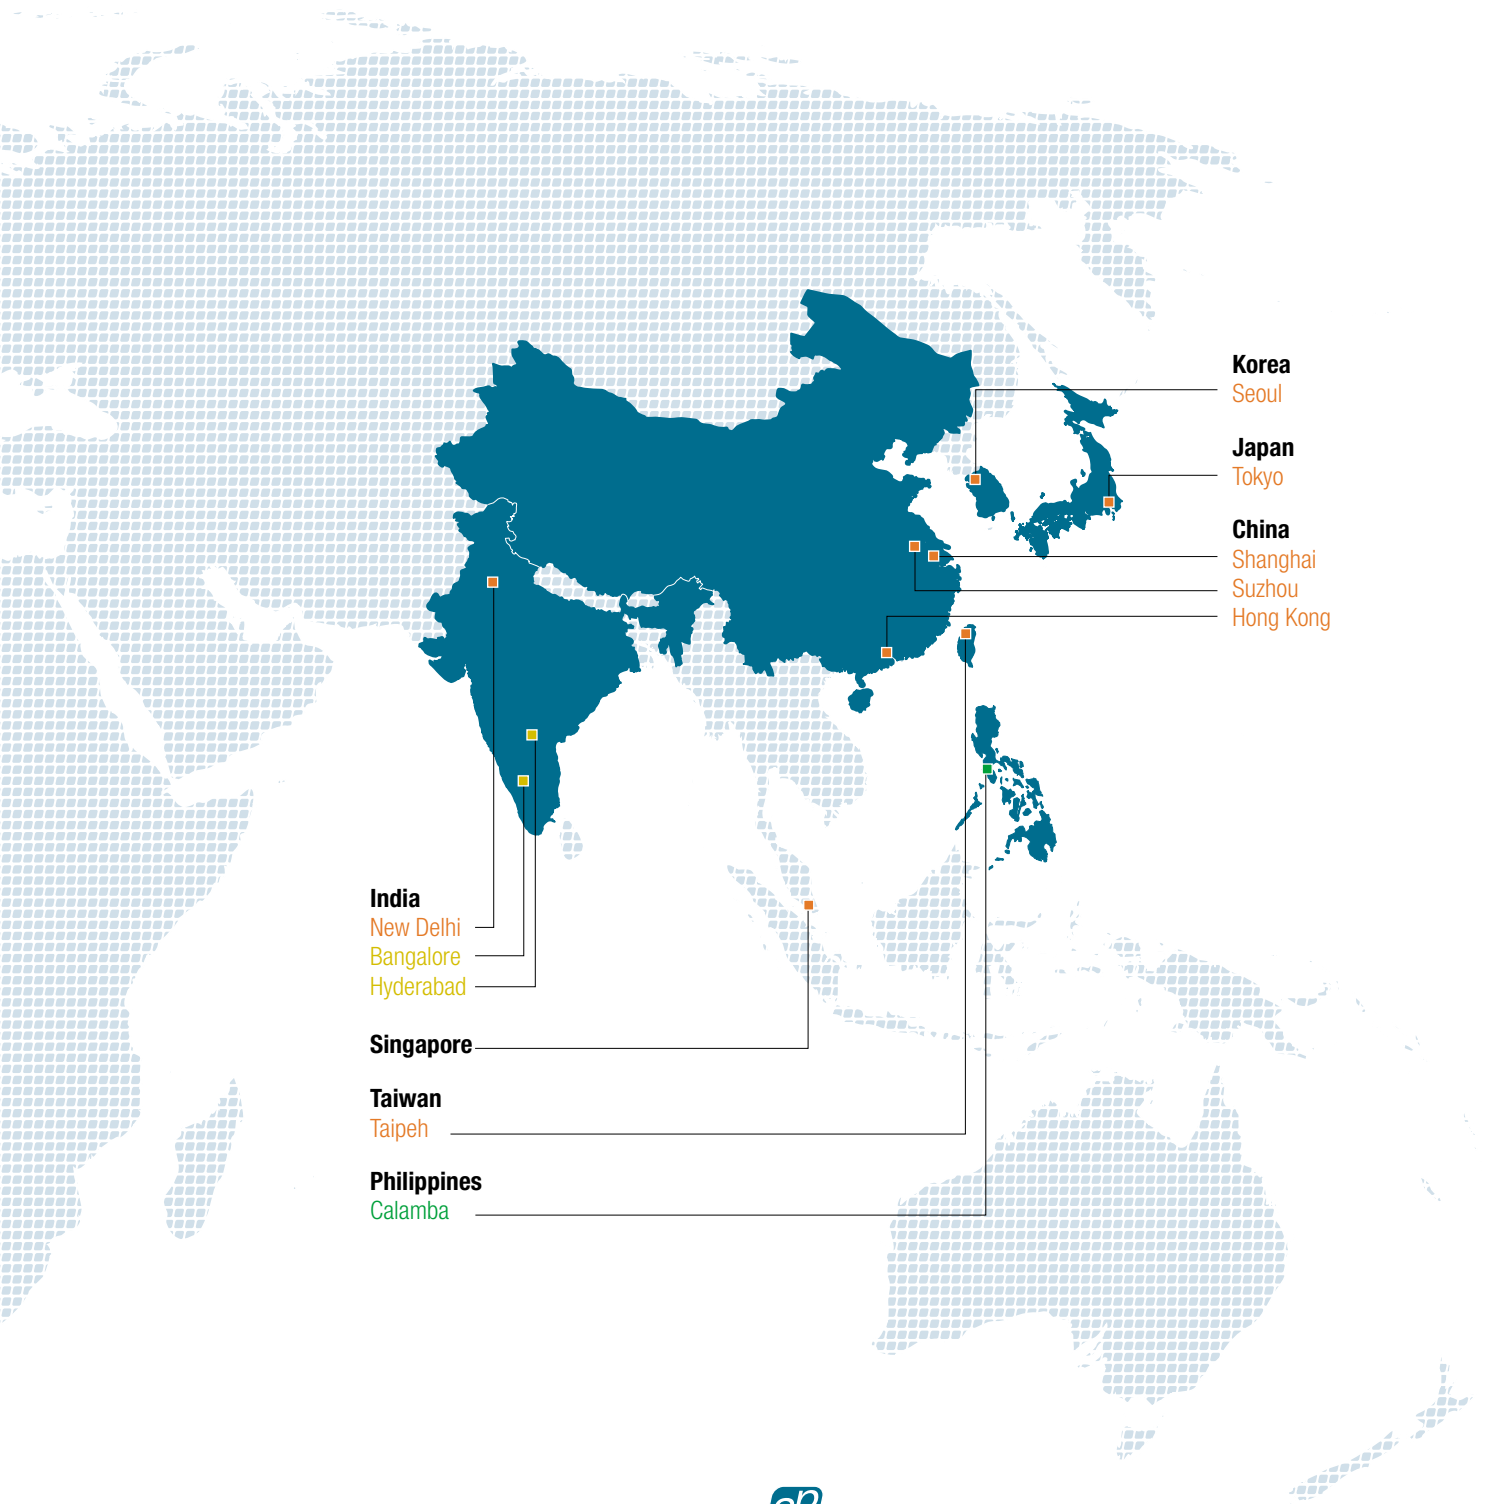 Korea
Seoul
Japan
Tokyo
China
Shanghai
Suzhou
Hong Kong
India
New Delhi
Bangalore
Hyderabad
Singapore
Taiwan
Taipeh
Philippines
Calamba